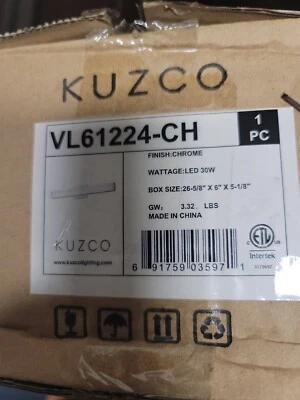 KUZCO
VL61224-CH
1
PC
FINISH:CHROME
WATTAGE:LED 30W
BOX SIZE:26-5/8" X 6" X 5-1/8"
GW: 3.32 LBS
MADE IN CHINA
KUZCO
www.kuzcolighting.com
6 91759 03597 1
ETL
Intertek